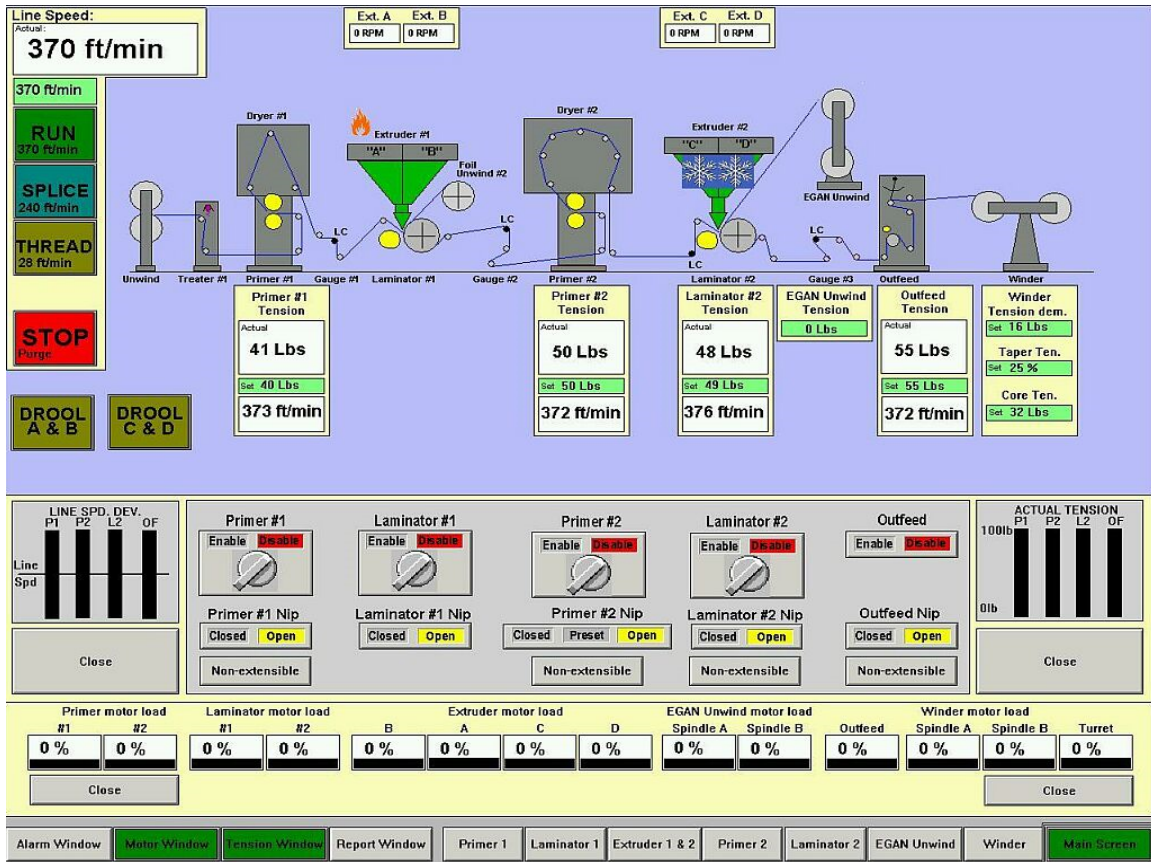 Line Speed:
Actual:
370 ft/min
370 ft/min
RUN
370 ft/min
SPLICE
240 ft/min
THREAD
28 ft/min
STOP
Purge
DROOL
A & B
DROOL
C & D
Ext. A Ext. B
0 RPM 0 RPM
Ext. C Ext. D
0 RPM 0 RPM
Dryer #1
Extruder #1
"A" "B"
Foil
Unwind #2
Dryer #2
Extruder #2
"C" "D"
EGAN Unwind
LC
LC
LC
LC
Unwind Treater #1 Primer #1 Gauge #1 Laminator #1 Gauge #2 Primer #2 Laminator #2 Gauge #3 Outfeed Winder
Primer #1
Tension
Actual
41 Lbs
Set 40 Lbs
373 ft/min
Primer #2
Tension
Actual
50 Lbs
Set 50 Lbs
372 ft/min
Laminator #2
Tension
Actual
48 Lbs
Set 49 Lbs
376 ft/min
EGAN Unwind
Tension
0 Lbs
Outfeed
Tension
Actual
55 Lbs
Set 55 Lbs
372 ft/min
Winder
Tension dem.
Set 16 Lbs
Taper Ten.
Set 25 %
Core Ten.
Set 32 Lbs
LINE SPD. DEV.
P1 P2 L2 OF
Line
Spd
Close
Primer #1
Enable Disable
Primer #1 Nip
Closed Open
Non-extensible
Laminator #1
Enable Disable
Laminator #1 Nip
Closed Open
Primer #2
Enable Disable
Primer #2 Nip
Closed Preset Open
Non-extensible
Laminator #2
Enable Disable
Laminator #2 Nip
Closed Open
Non-extensible
Outfeed
Enable Disable
Outfeed Nip
Closed Open
Non-extensible
ACTUAL TENSION
P1 P2 L2 OF
100lb
0lb
Close
Primer motor load Laminator motor load Extruder motor load EGAN Unwind motor load Winder motor load
#1 #2 #1 #2 B A C D Spindle A Spindle B Outfeed Spindle A Spindle B Turret
0 % 0 % 0 % 0 % 0 % 0 % 0 % 0 % 0 % 0 % 0 % 0 % 0 % 0 %
Close
Close
Alarm Window Motor Window Tension Window Report Window Primer 1 Laminator 1 Extruder 1 & 2 Primer 2 Laminator 2 EGAN Unwind Winder Main Screen